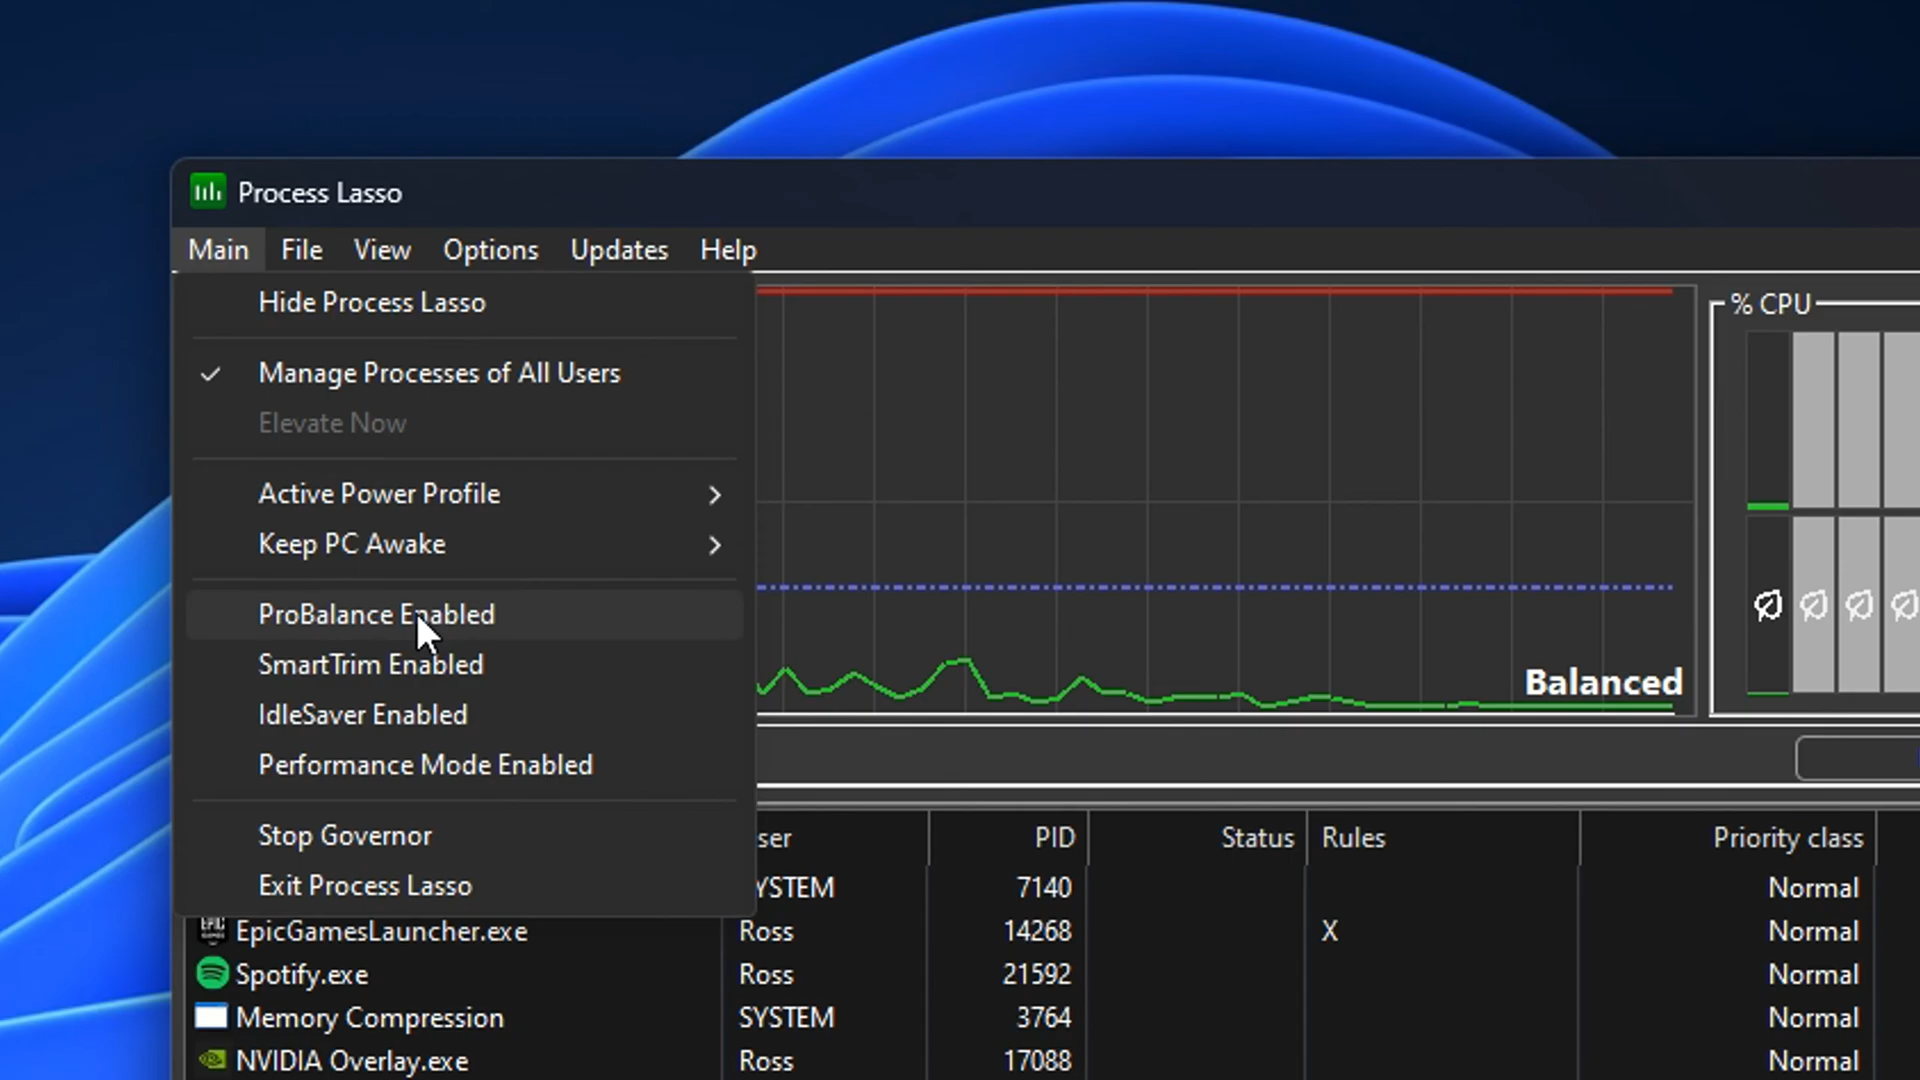 Process Lasso
Main File View Options Updates Help
Hide Process Lasso
Manage Processes of All Users
Elevate Now
Active Power Profile
Keep PC Awake
ProBalance Enabled
SmartTrim Enabled
IdleSaver Enabled
Performance Mode Enabled
Stop Governor
Exit Process Lasso
% CPU
Balanced
ser PID Status Rules Priority class
YSTEM 7140 Normal
EpicGamesLauncher.exe Ross 14268 X Normal
Spotify.exe Ross 21592 Normal
Memory Compression SYSTEM 3764 Normal
NVIDIA Overlay.exe Ross 17088 Normal